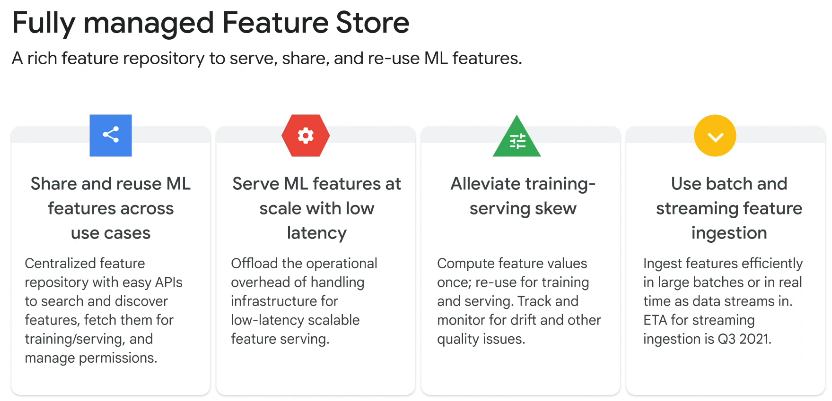 Fully managed Feature Store
A rich feature repository to serve, share, and re-use ML features.
Share and reuse ML
features across
use cases
Centralized feature
repository with easy APIs
to search and discover
features, fetch them for
training/serving, and
manage permissions.
Serve ML features at
scale with low
latency
Offload the operational
overhead of handling
infrastructure for
low-latency scalable
feature serving.
Alleviate training-
serving skew
Compute feature values
once; re-use for training
and serving. Track and
monitor for drift and other
quality issues.
Use batch and
streaming feature
ingestion
Ingest features efficiently
in large batches or in real
time as data streams in.
ETA for streaming
ingestion is Q3 2021.